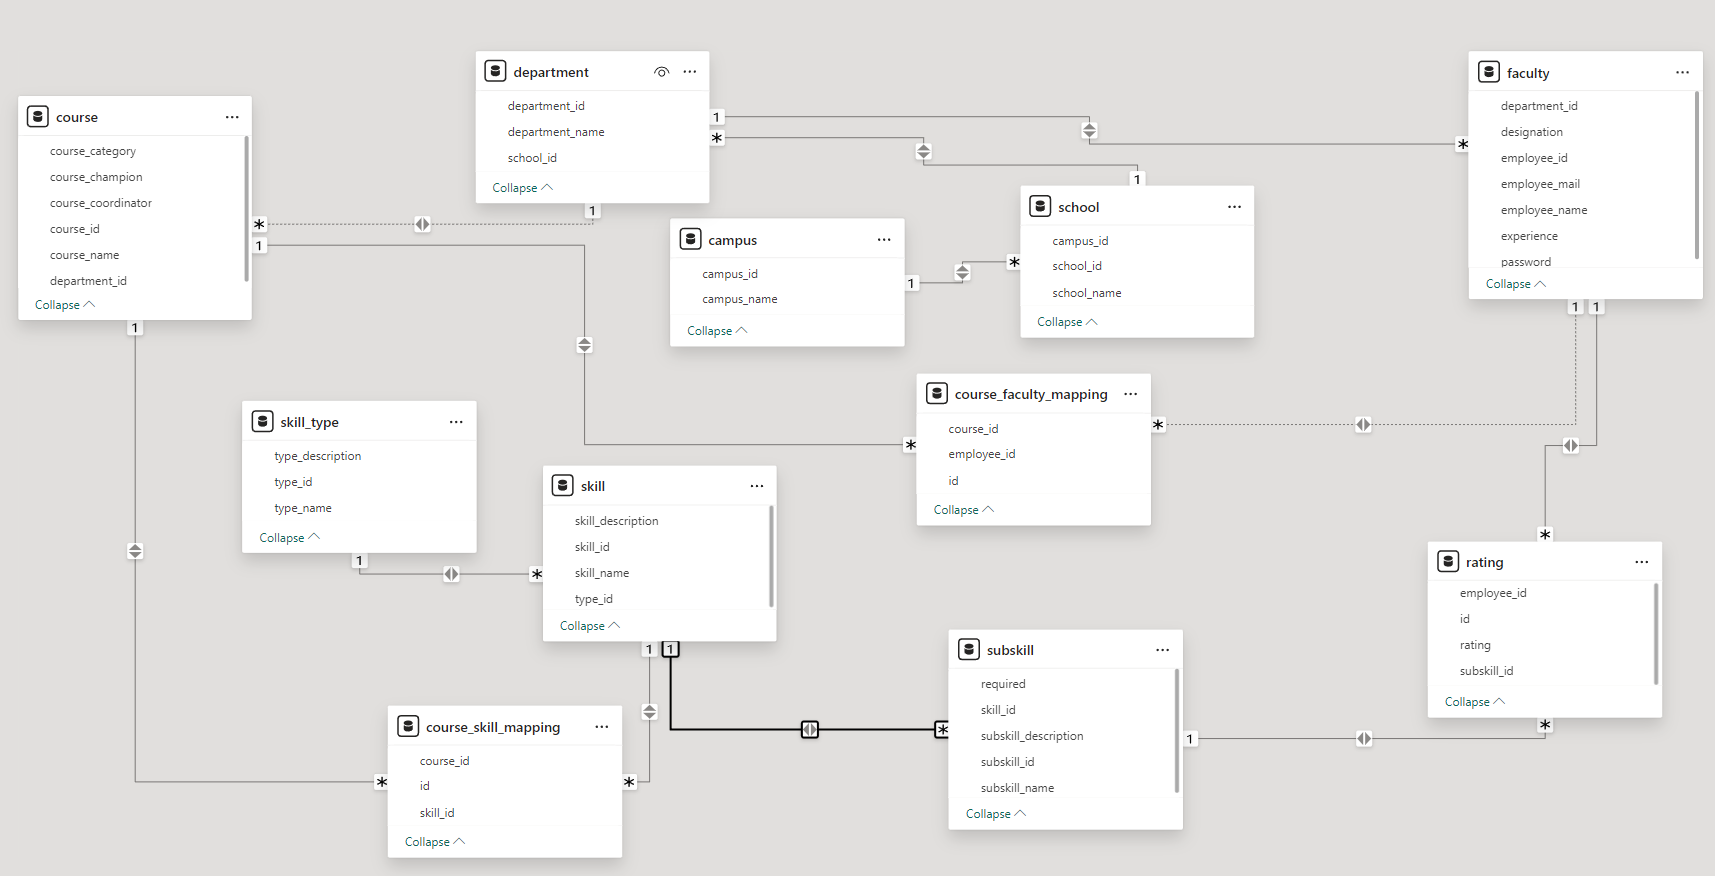 department
department_id
department_name
school_id
Collapse
1
*
1
faculty
department_id
designation
employee_id
employee_mail
employee_name
experience
password
Collapse
*
1
1
course
course_category
course_champion
course_coordinator
course_id
course_name
department_id
Collapse
*
1
1
campus
campus_id
campus_name
Collapse
1
school
campus_id
school_id
school_name
Collapse
1
*
course_faculty_mapping
course_id
employee_id
id
Collapse
*
*
skill_type
type_description
type_id
type_name
Collapse
1
skill
skill_description
skill_id
skill_name
type_id
Collapse
*
1
1
rating
employee_id
id
rating
subskill_id
Collapse
*
*
subskill
required
skill_id
subskill_description
subskill_id
subskill_name
Collapse
*
1
course_skill_mapping
course_id
id
skill_id
Collapse
*
*